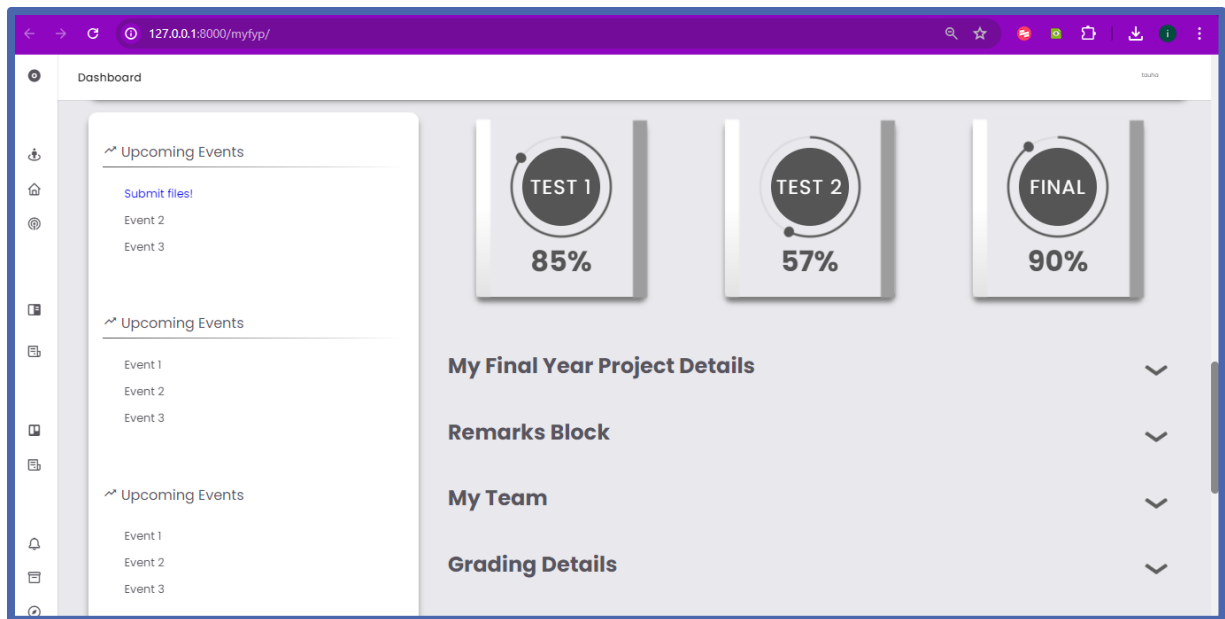 127.0.0.1:8000/myfyp/
i
Dashboard
tauha
Upcoming Events
Submit files!
Event 2
Event 3
Upcoming Events
Event 1
Event 2
Event 3
Upcoming Events
Event 1
Event 2
Event 3
TEST 1
85%
TEST 2
57%
FINAL
90%
My Final Year Project Details
Remarks Block
My Team
Grading Details